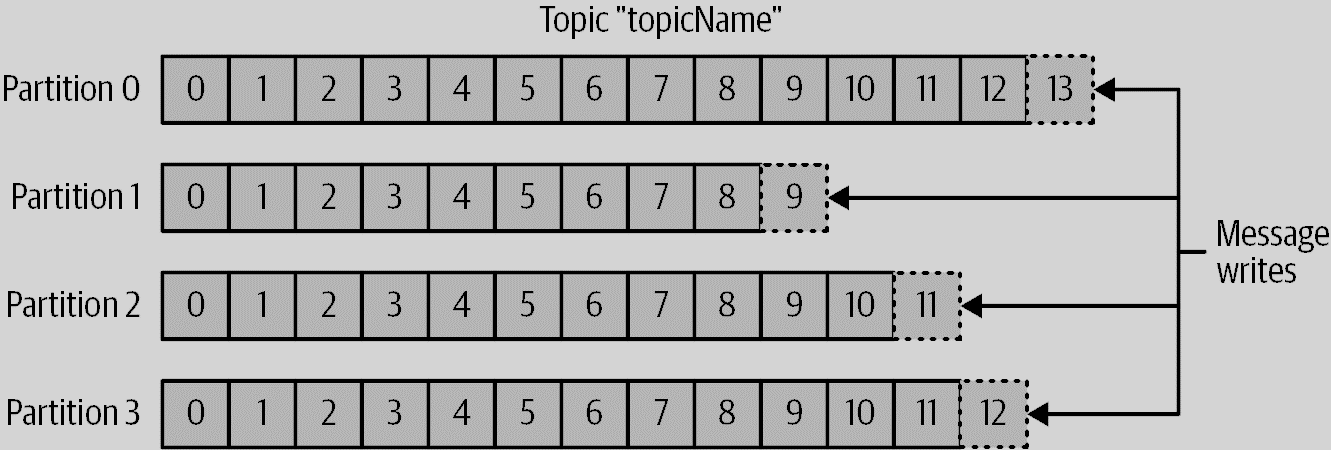 Topic "topicName"
Partition 0 0 1 2 3 4 5 6 7 8 9 10 11 12 13
Partition 1 0 1 2 3 4 5 6 7 8 9
Message
writes
Partition 2 0 1 2 3 4 5 6 7 8 9 10 11
Partition 3 0 1 2 3 4 5 6 7 8 9 10 11 12